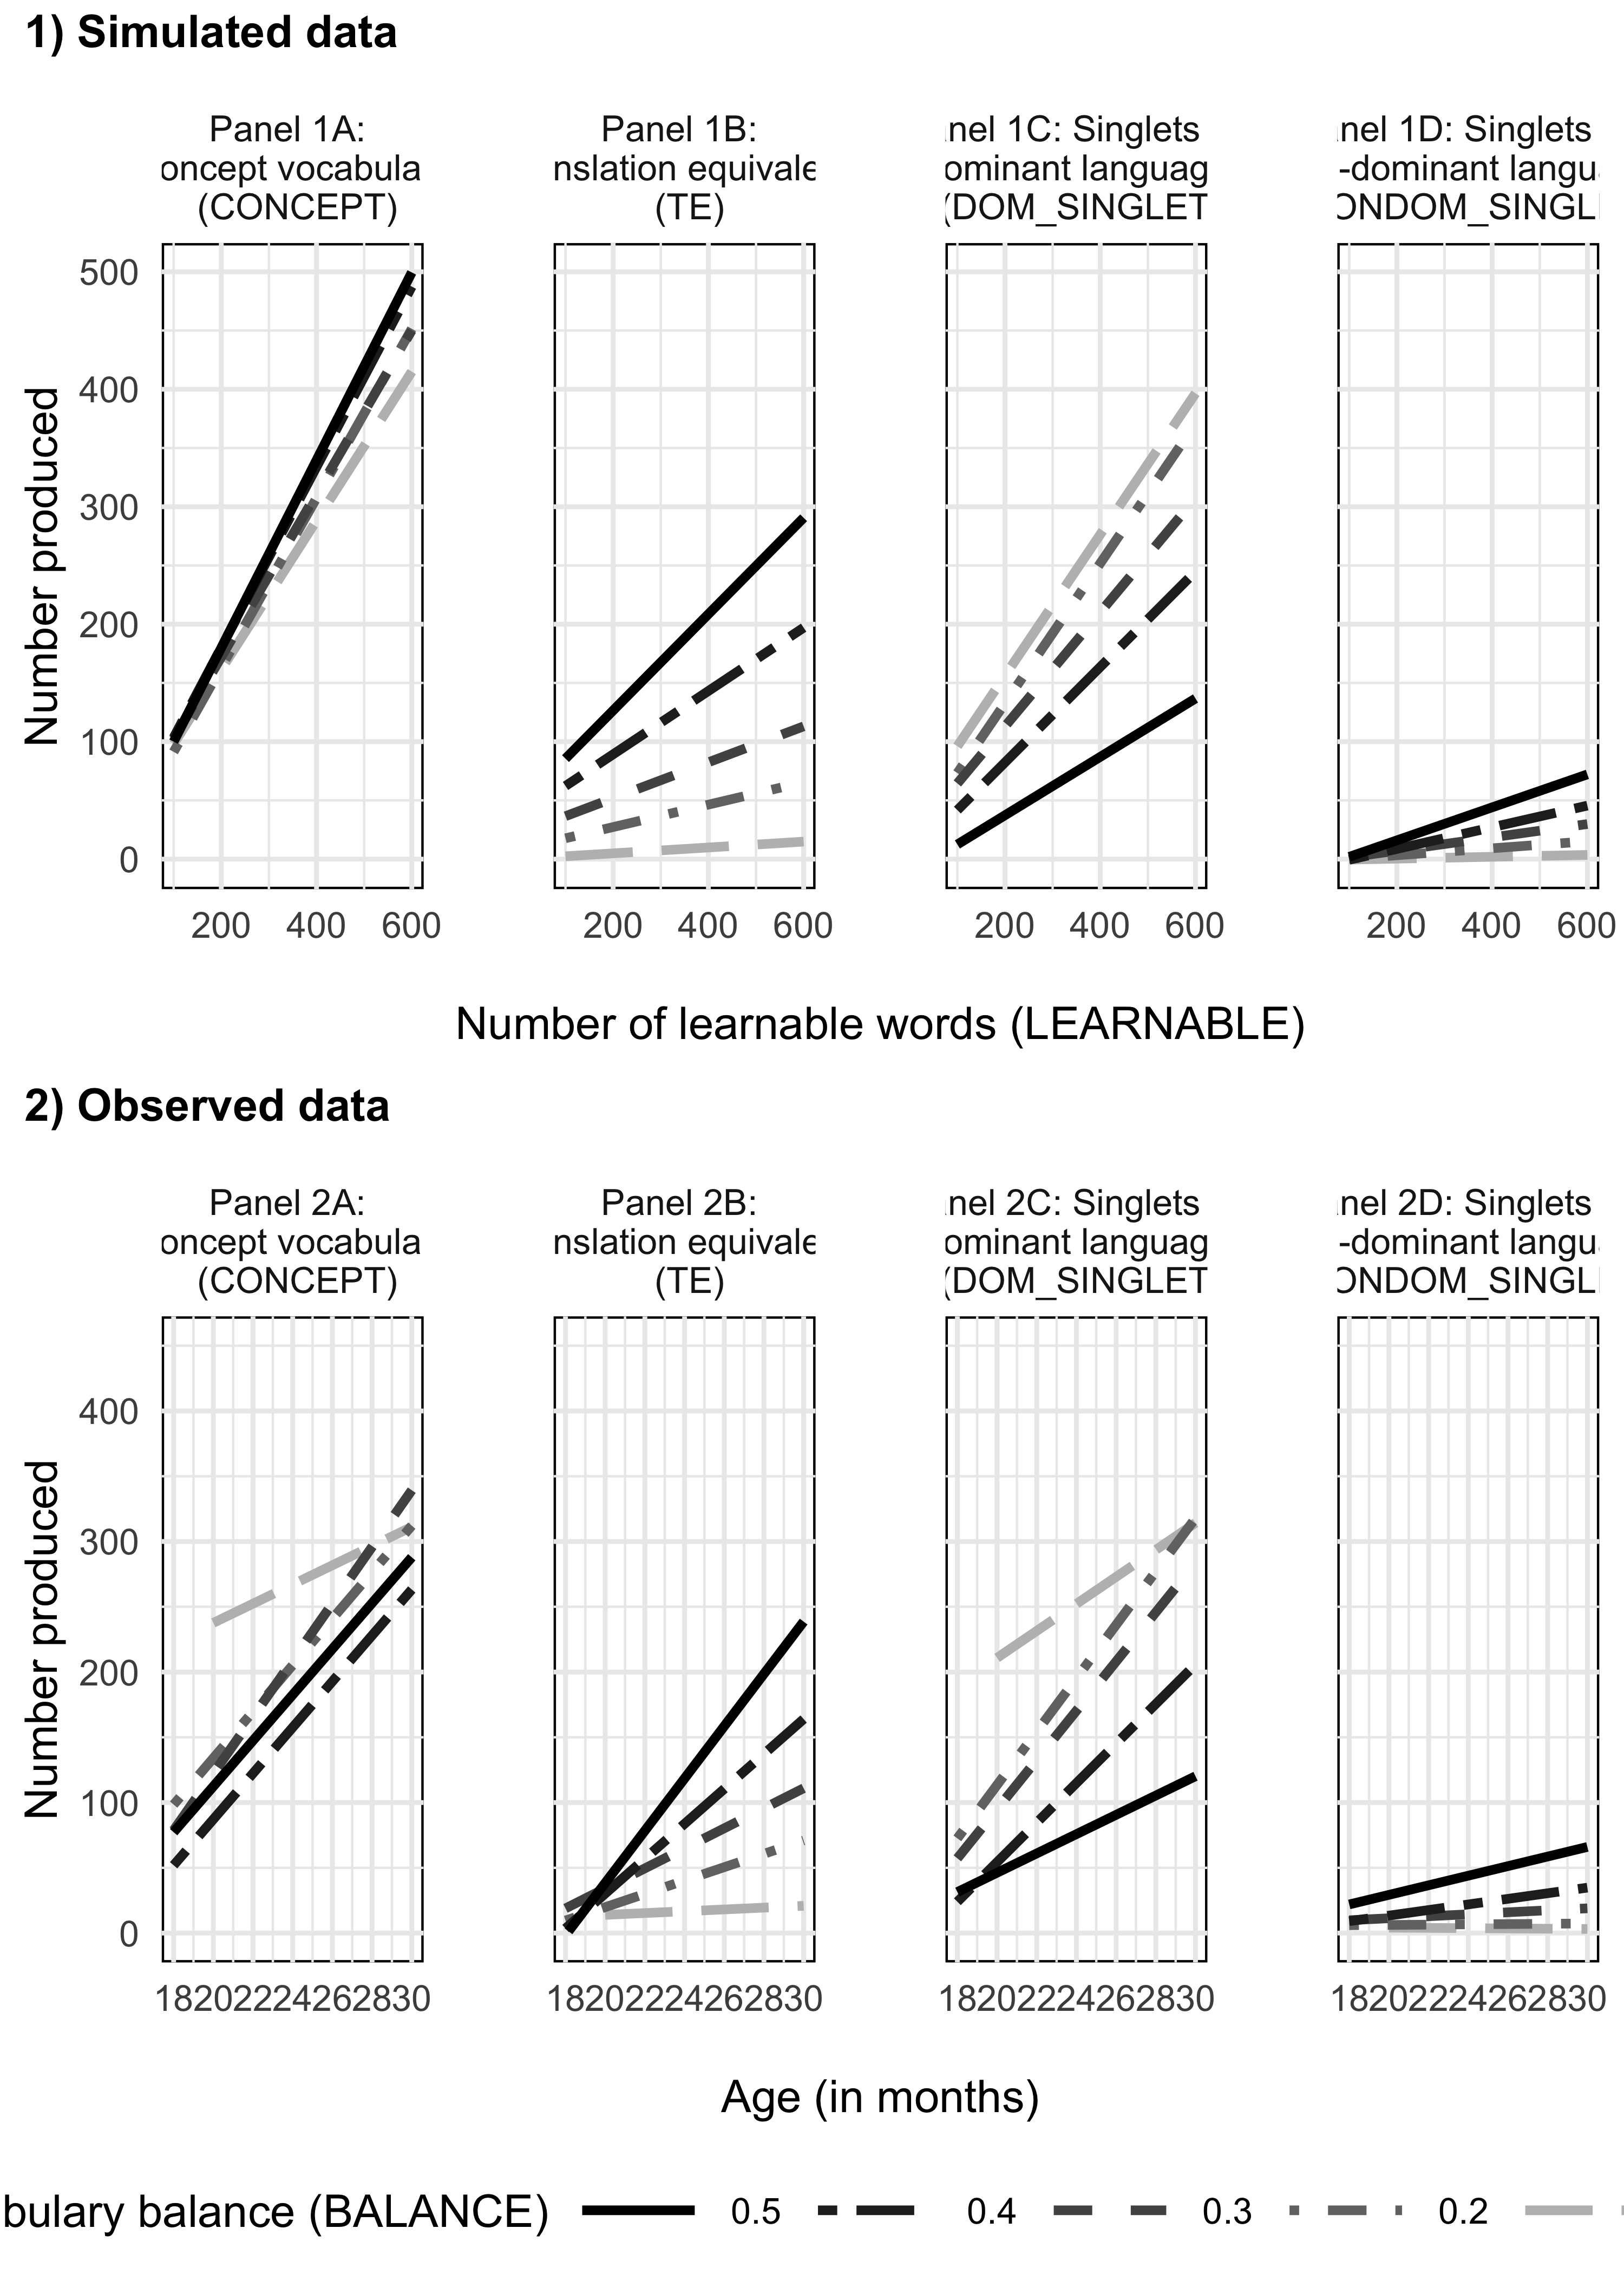 1) Simulated data
Panel 1A:
oncept vocabula
(CONCEPT)
Panel 1B:
nslation equivale
(TE)
nel 1C: Singlets
ominant languag
(DOM_SINGLET
nel 1D: Singlets
-dominant langu
ONDOM_SINGL
Number produced
500
400
300
200
100
0
200 400 600
200 400 600
200 400 600
200 400 600
Number of learnable words (LEARNABLE)
2) Observed data
Panel 2A:
oncept vocabula
(CONCEPT)
Panel 2B:
nslation equivale
(TE)
nel 2C: Singlets
ominant languag
(DOM_SINGLET
nel 2D: Singlets
-dominant langu
ONDOM_SINGL
Number produced
400
300
200
100
0
18202224262830
18202224262830
18202224262830
18202224262830
Age (in months)
bulary balance (BALANCE) 0.5 0.4 0.3 0.2